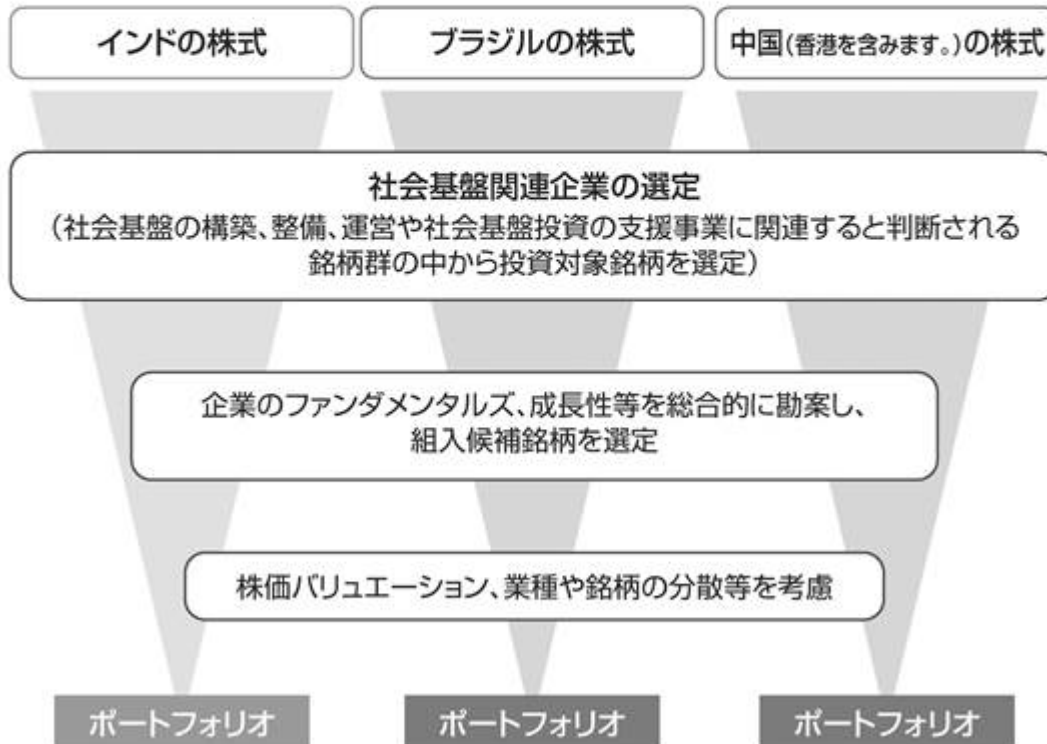 インドの株式
ブラジルの株式
中国(香港を含みます。)の株式
社会基盤関連企業の選定
(社会基盤の構築、整備、運営や社会基盤投資の支援事業に関連すると判断される
銘柄群の中から投資対象銘柄を選定)
企業のファンダメンタルズ、成長性等を総合的に勘案し、
組入候補銘柄を選定
株価バリュエーション、業種や銘柄の分散等を考慮
ポートフォリオ
ポートフォリオ
ポートフォリオ